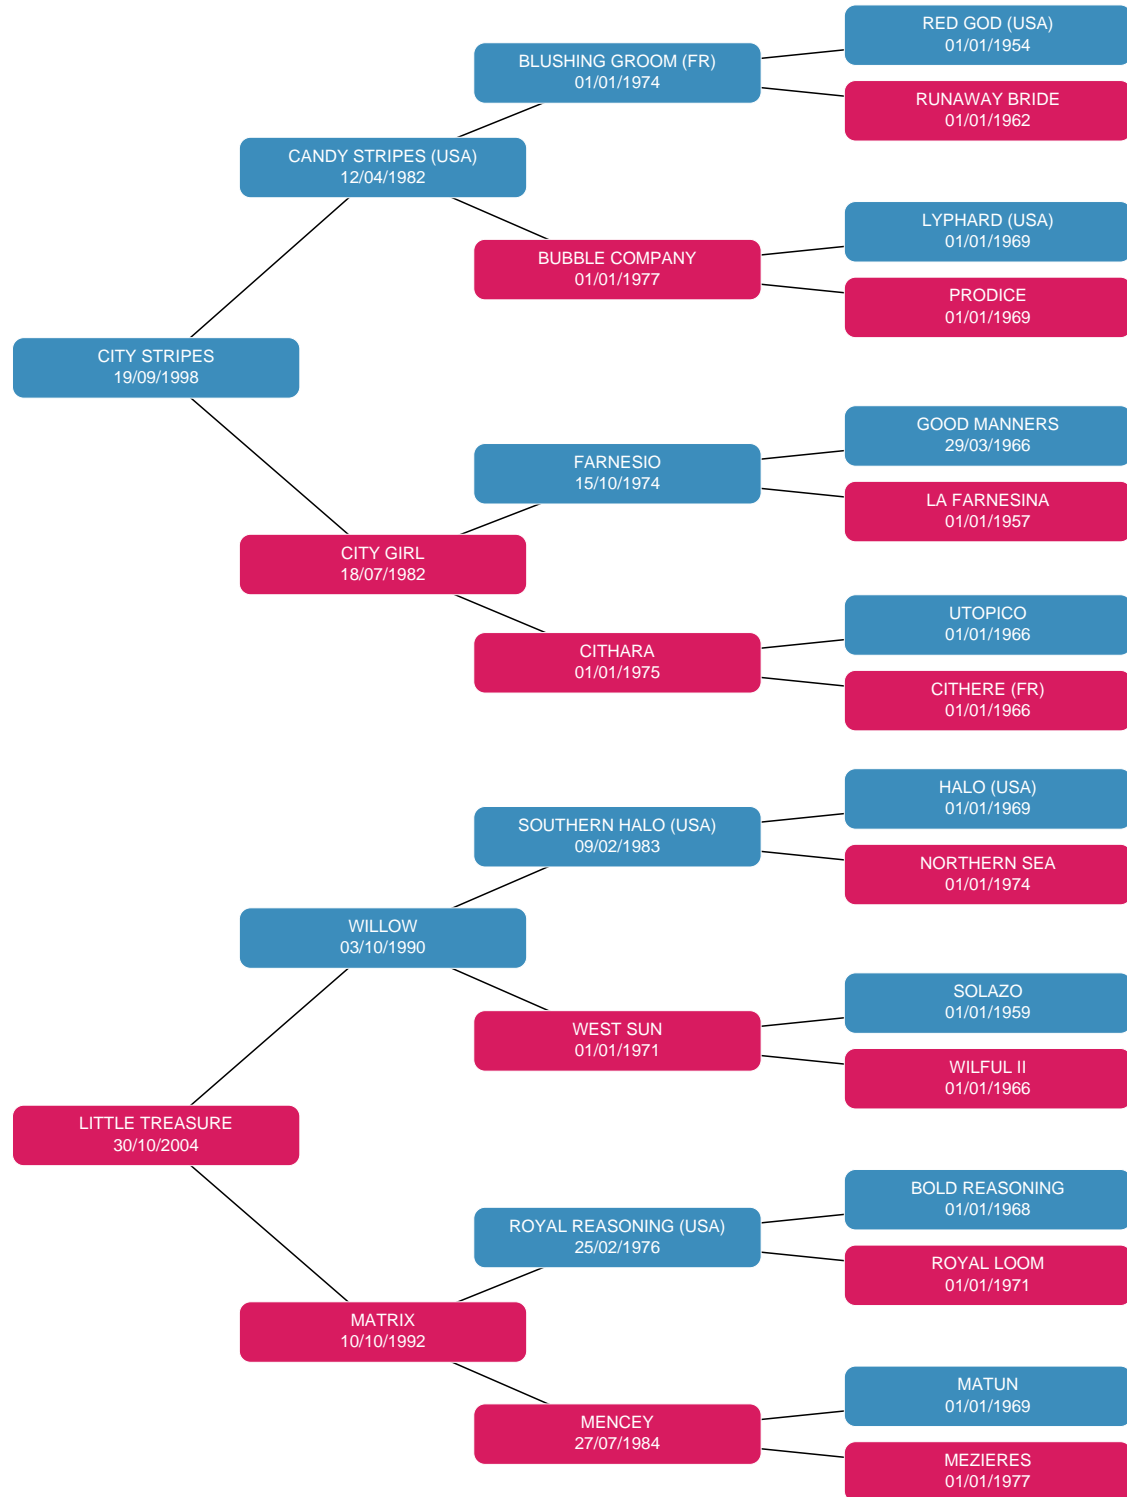 RED GOD (USA)
01/01/1954
BLUSHING GROOM (FR)
01/01/1974
RUNAWAY BRIDE
01/01/1962
CANDY STRIPES (USA)
12/04/1982
LYPHARD (USA)
01/01/1969
BUBBLE COMPANY
01/01/1977
PRODICE
01/01/1969
CITY STRIPES
19/09/1998
GOOD MANNERS
29/03/1966
FARNESIO
15/10/1974
LA FARNESINA
01/01/1957
CITY GIRL
18/07/1982
UTOPICO
01/01/1966
CITHARA
01/01/1975
CITHERE (FR)
01/01/1966
HALO (USA)
01/01/1969
SOUTHERN HALO (USA)
09/02/1983
NORTHERN SEA
01/01/1974
WILLOW
03/10/1990
SOLAZO
01/01/1959
WEST SUN
01/01/1971
WILFUL II
01/01/1966
LITTLE TREASURE
30/10/2004
BOLD REASONING
01/01/1968
ROYAL REASONING (USA)
25/02/1976
ROYAL LOOM
01/01/1971
MATRIX
10/10/1992
MATUN
01/01/1969
MENCEY
27/07/1984
MEZIERES
01/01/1977